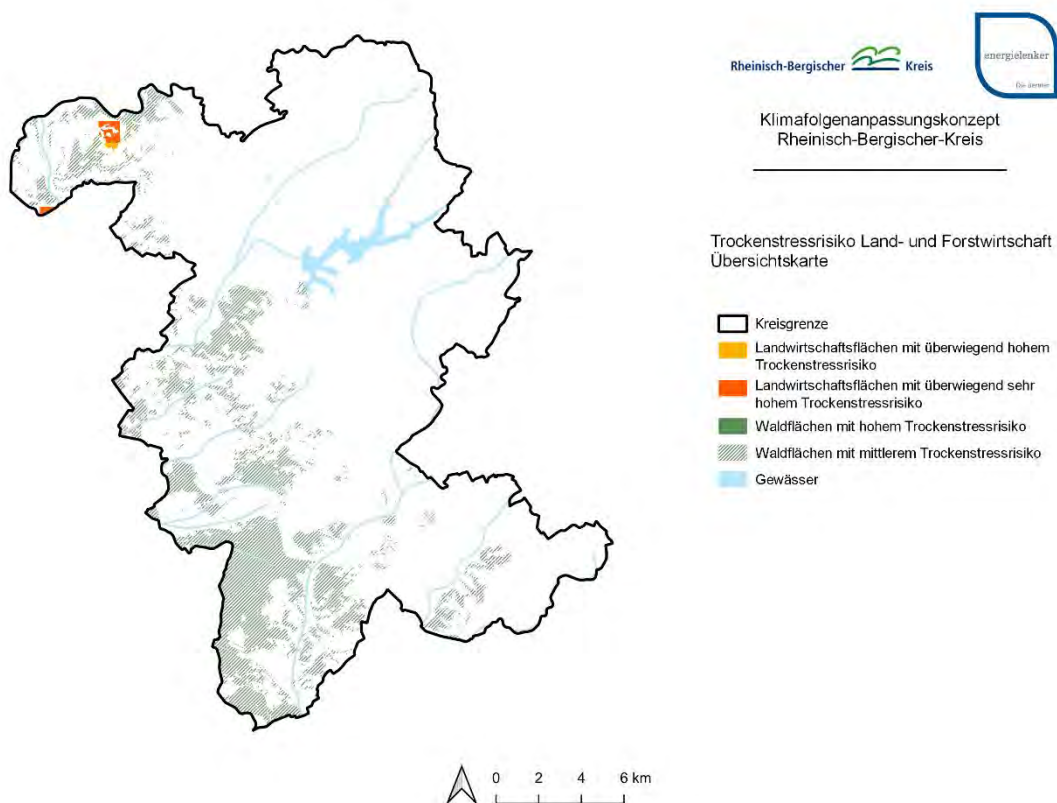 Rheinisch-Bergischer Kreis
energielenker
Klimafolgenanpassungskonzept
Rheinisch-Bergischer-Kreis
Trockenstressrisiko Land- und Forstwirtschaft
Übersichtskarte
Kreisgrenze
Landwirtschaftsflächen mit überwiegend hohem
Trockenstressrisiko
Landwirtschaftsflächen mit überwiegend sehr
hohem Trockenstressrisiko
Waldflächen mit hohem Trockenstressrisiko
Waldflächen mit mittlerem Trockenstressrisiko
Gewässer
0 2 4 6 km